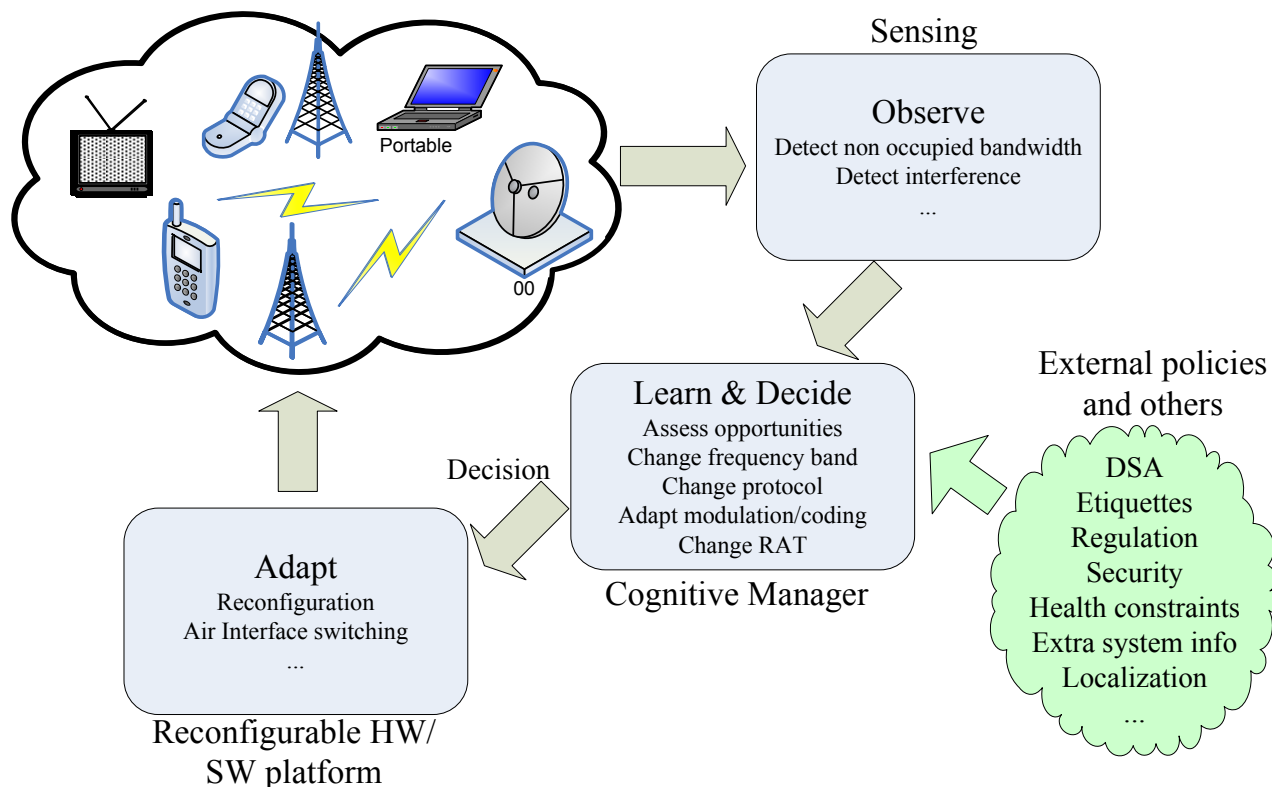 Portable
00
Sensing
Observe
Detect non occupied bandwidth
Detect interference
...
Learn & Decide
Assess opportunities
Change frequency band
Change protocol
Adapt modulation/coding
Change RAT
Cognitive Manager
External policies
and others
DSA
Etiquettes
Regulation
Security
Health constraints
Extra system info
Localization
...
Decision
Adapt
Reconfiguration
Air Interface switching
...
Reconfigurable HW/
SW platform